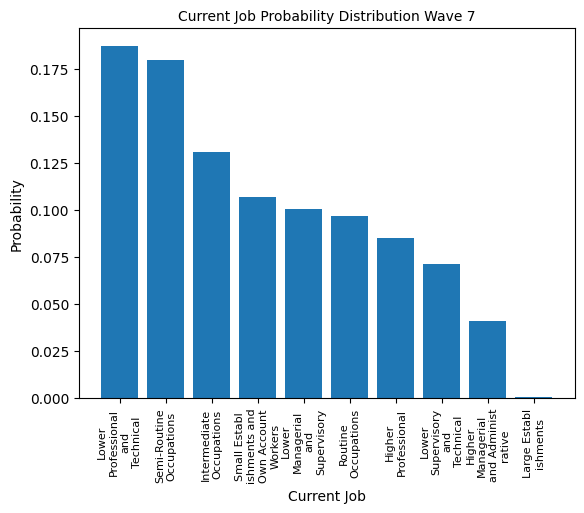 Current Job Probability Distribution Wave 7
Probability
0.175
0.150
0.125
0.100
0.075
0.050
0.025
0.000
Lower
Professional
and
Technical
Semi-Routine
Occupations
Intermediate
Occupations
Small Establ
ishments and
Own Account
Workers
Lower
Managerial
and
Supervisory
Routine
Occupations
Higher
Professional
Lower
Supervisory
and
Technical
Higher
Managerial
and Administ
rative
Large Establ
ishments
Current Job